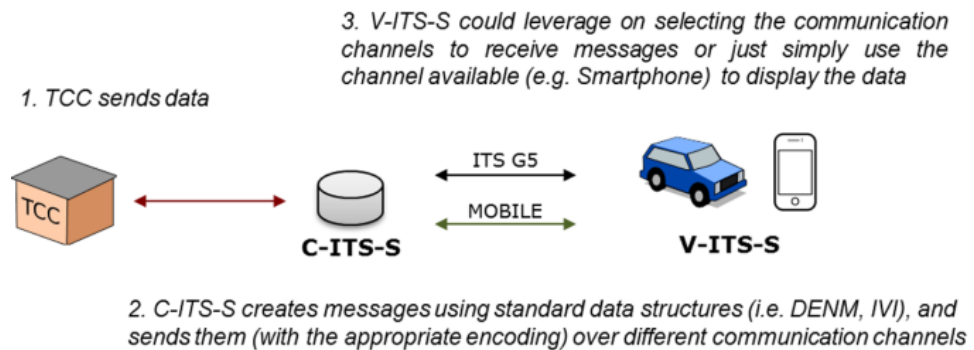 3. V-ITS-S could leverage on selecting the communication
channels to receive messages or just simply use the
channel available (e.g. Smartphone) to display the data
1. TCC sends data
TCC
ITS G5
MOBILE
C-ITS-S
V-ITS-S
2. C-ITS-S creates messages using standard data structures (i.e. DENM, IVI), and
sends them (with the appropriate encoding) over different communication channels